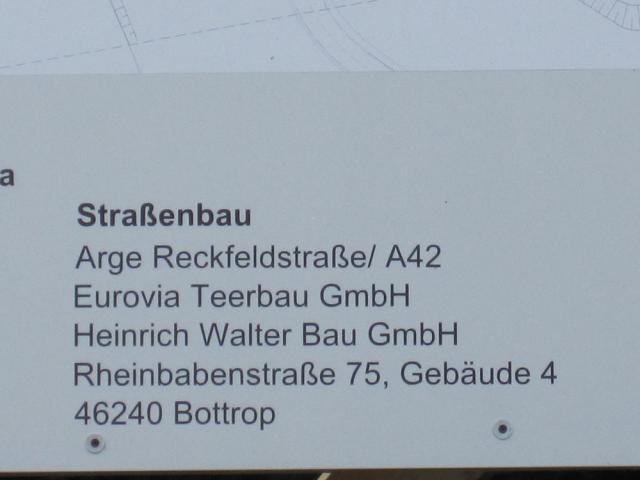 a
Straßenbau
Arge Reckfeldstraße/ A42
Eurovia Teerbau GmbH
Heinrich Walter Bau GmbH
Rheinbabenstraße 75, Gebäude 4
46240 Bottrop